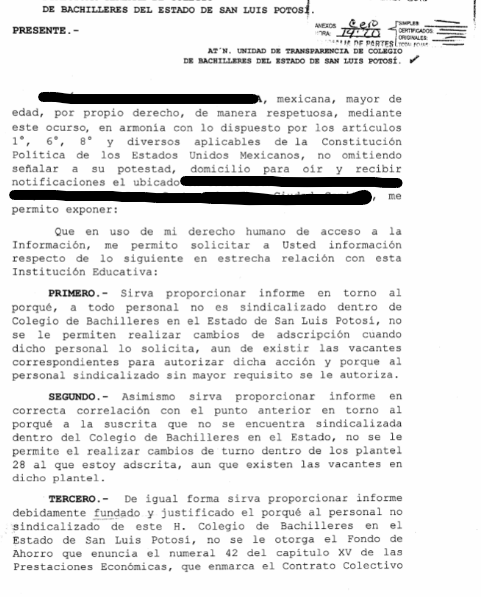 DE BACHILLERES DEL ESTADO DE SAN LUIS POTOSÍ.
PRESENTE.-
ANEXOS Cero
HORA: 14:20
SIMPLES
CERTIFICADOS
ORIGINALES:
DE PARTES
AT'N. UNIDAD DE TRANSPARENCIA DE COLEGIO
DE BACHILLERES DEL ESTADO DE SAN LUIS POTOSÍ.
, mexicana, mayor de
edad, por propio derecho, de manera respetuosa, mediante
este ocurso, en armonía con lo dispuesto por los artículos
1°, 6°, 8° y diversos aplicables de la Constitución
Política de los Estados Unidos Mexicanos, no omitiendo
señalar a su potestad, domicilio para oír y recibir
notificaciones el ubicado
, me
permito exponer:
Que en uso de mi derecho humano de acceso a la
Información, me permito solicitar a Usted información
respecto de lo siguiente en estrecha relación con esta
Institución Educativa:
PRIMERO.- Sirva proporcionar informe en torno al
porqué, a todo personal no es sindicalizado dentro de
Colegio de Bachilleres en el Estado de San Luis Potosí, no
se le permiten realizar cambios de adscripción cuando
dicho personal lo solicita, aun de existir las vacantes
correspondientes para autorizar dicha acción y porque al
personal sindicalizado sin mayor requisito se le autoriza.
SEGUNDO.- Asimismo sirva proporcionar informe en
correcta correlación con el punto anterior en torno al
porqué a la suscrita que no se encuentra sindicalizada
dentro del Colegio de Bachilleres en el Estado, no se le
permite el realizar cambios de turno dentro de los plantel
28 al que estoy adscrita, aun que existen las vacantes en
dicho plantel.
TERCERO.- De igual forma sirva proporcionar informe
debidamente fundado y justificado el porqué al personal no
sindicalizado de este H. Colegio de Bachilleres en el
Estado de San Luis Potosí, no se le otorga el Fondo de
Ahorro que enuncia el numeral 42 del capítulo XV de las
Prestaciones Económicas, que enmarca el Contrato Colectivo